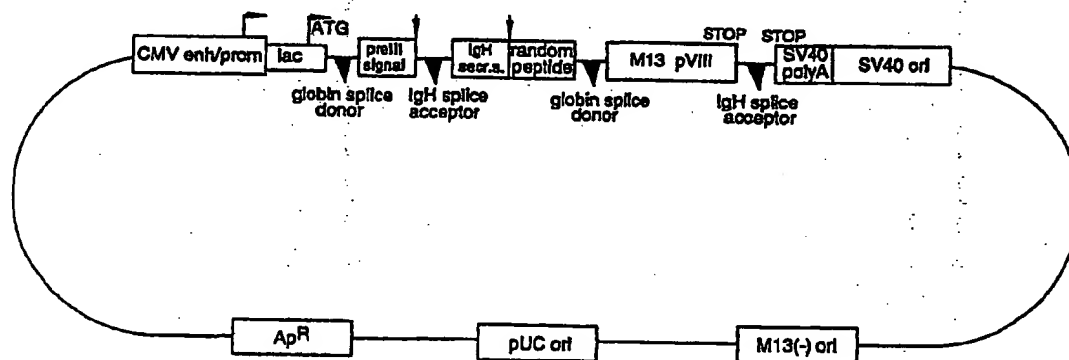 ATG
STOP STOP
CMV enh/prom
lac
preIII
signal
IgH
secr.s.
random
peptide
M13 pVIII
SV40
polyA
SV40 ori
globin splice
donor
IgH splice
acceptor
globin splice
donor
IgH splice
acceptor
ApR
pUC ori
M13(-) ori